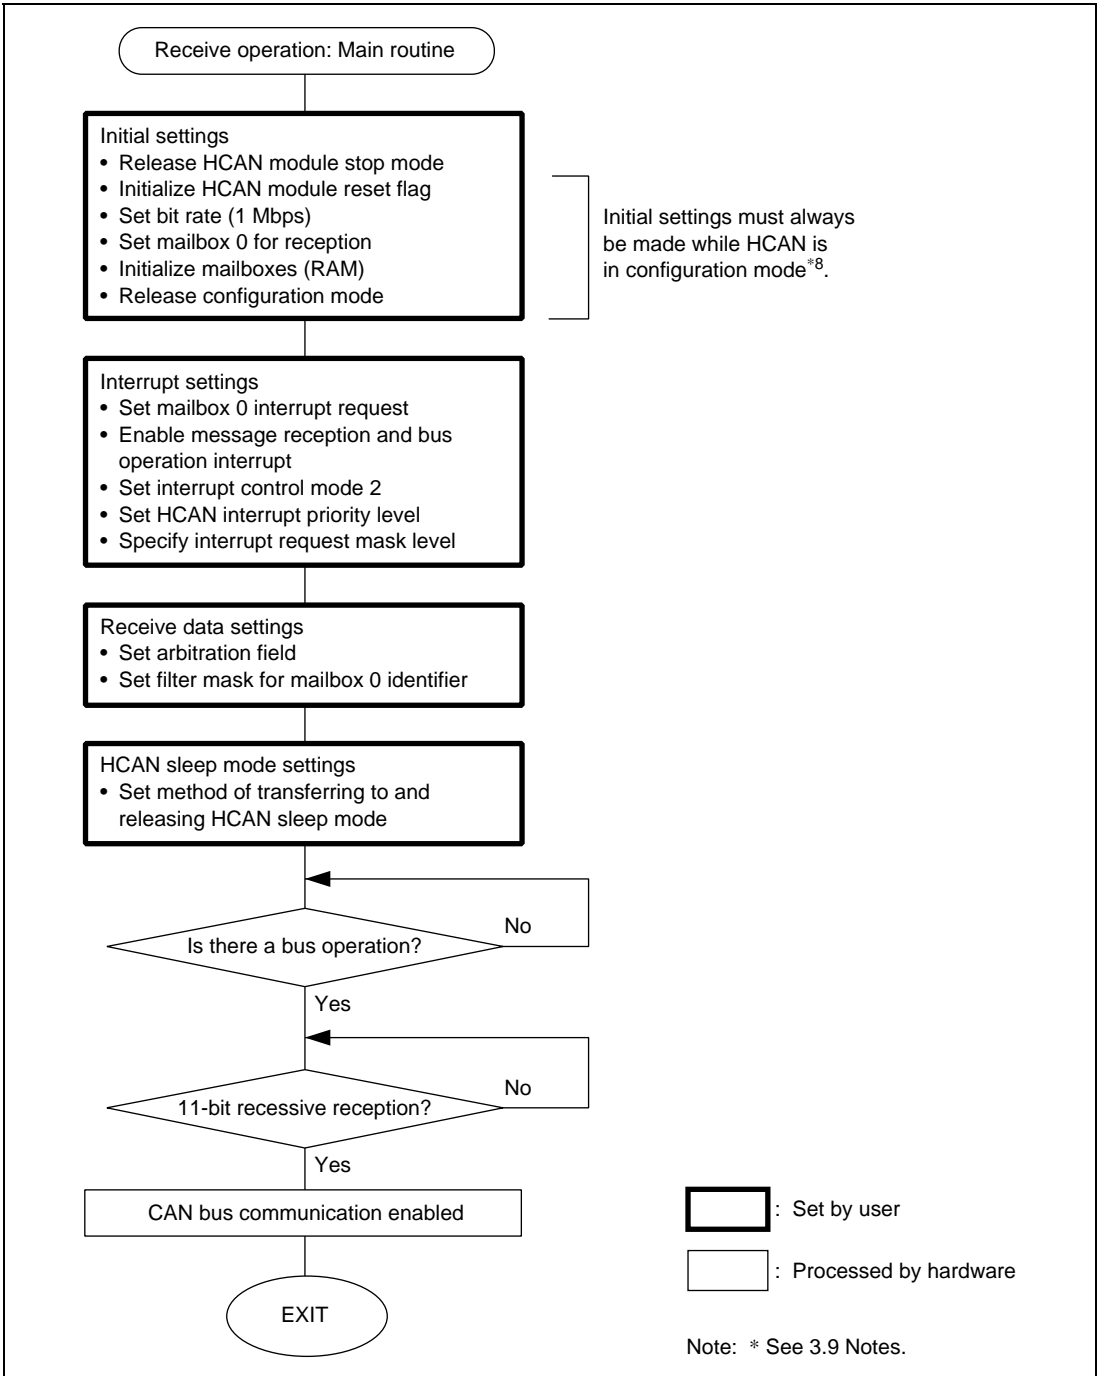 Receive operation: Main routine
Initial settings
• Release HCAN module stop mode
• Initialize HCAN module reset flag
• Set bit rate (1 Mbps)
• Set mailbox 0 for reception
• Initialize mailboxes (RAM)
• Release configuration mode
Initial settings must always
be made while HCAN is
in configuration mode*8.
Interrupt settings
• Set mailbox 0 interrupt request
• Enable message reception and bus
operation interrupt
• Set interrupt control mode 2
• Set HCAN interrupt priority level
• Specify interrupt request mask level
Receive data settings
• Set arbitration field
• Set filter mask for mailbox 0 identifier
HCAN sleep mode settings
• Set method of transferring to and
releasing HCAN sleep mode
Is there a bus operation?
No
Yes
11-bit recessive reception?
No
Yes
CAN bus communication enabled
EXIT
: Set by user
: Processed by hardware
Note: * See 3.9 Notes.